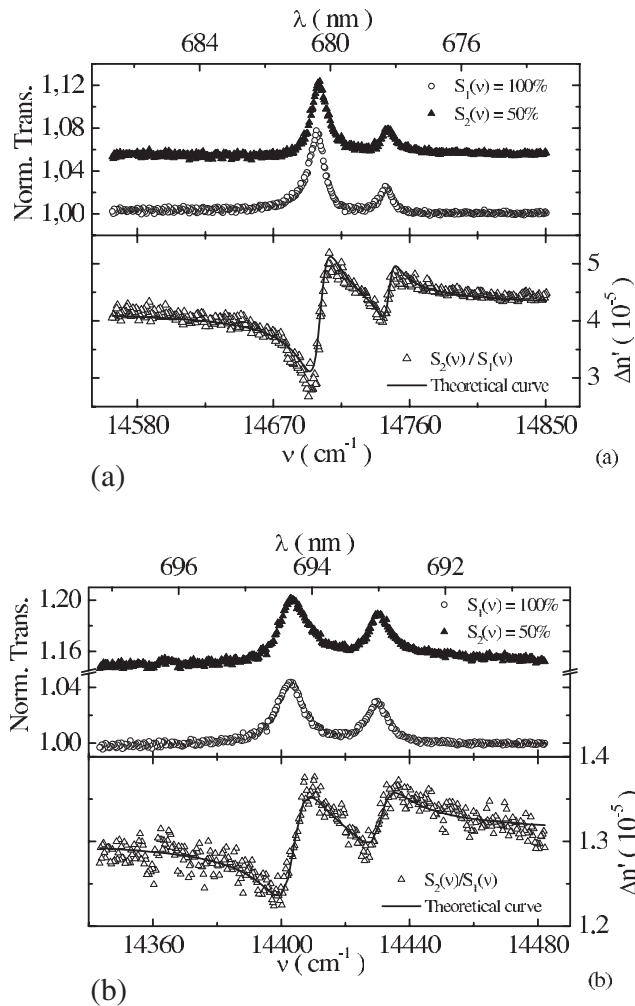 λ ( nm )
684 680 676
1,12
1,08
1,04
1,00
Norm. Trans.
S₁(ν) = 100%
S₂(ν) = 50%
5
4
3
Δn' (10⁻⁵)
S₂(ν) / S₁(ν)
Theoretical curve
14580 14670 14760 14850
ν ( cm⁻¹ )
(a)
(a)
λ ( nm )
696 694 692
1.20
1.16
1.04
1.00
Norm. Trans.
S₁(ν) = 100%
S₂(ν) = 50%
1.4
1.3
1.2
Δn' (10⁻⁵)
S₂(ν)/S₁(ν)
Theoretical curve
14360 14400 14440 14480
ν ( cm⁻¹ )
(b)
(b)